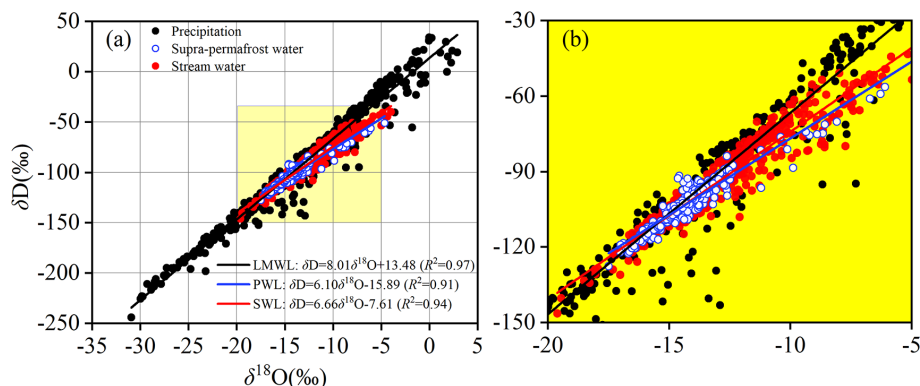 (a)
Precipitation
Supra-permafrost water
Stream water
50
0
-50
-100
-150
-200
-250
δD(‰)
LMWL: δD=8.01δ¹⁸O+13.48 (R²=0.97)
PWL: δD=6.10δ¹⁸O-15.89 (R²=0.91)
SWL: δD=6.66δ¹⁸O-7.61 (R²=0.94)
-35 -30 -25 -20 -15 -10 -5 0 5
δ¹⁸O(‰)
(b)
-30
-60
-90
-120
-150
-20 -15 -10 -5